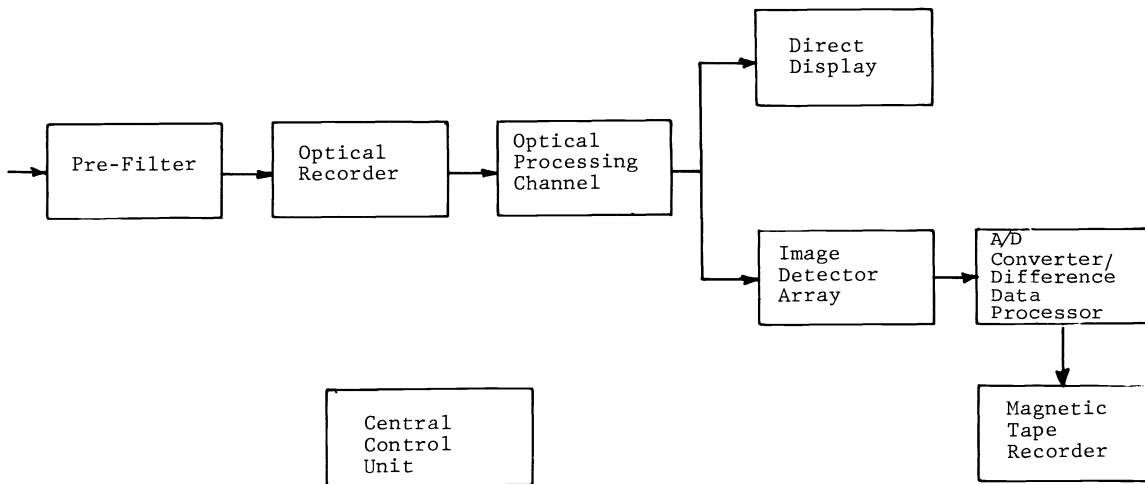 Pre-Filter
Optical
Recorder
Optical
Processing
Channel
Direct
Display
Image
Detector
Array
A/D
Converter/
Difference
Data
Processor
Magnetic
Tape
Recorder
Central
Control
Unit